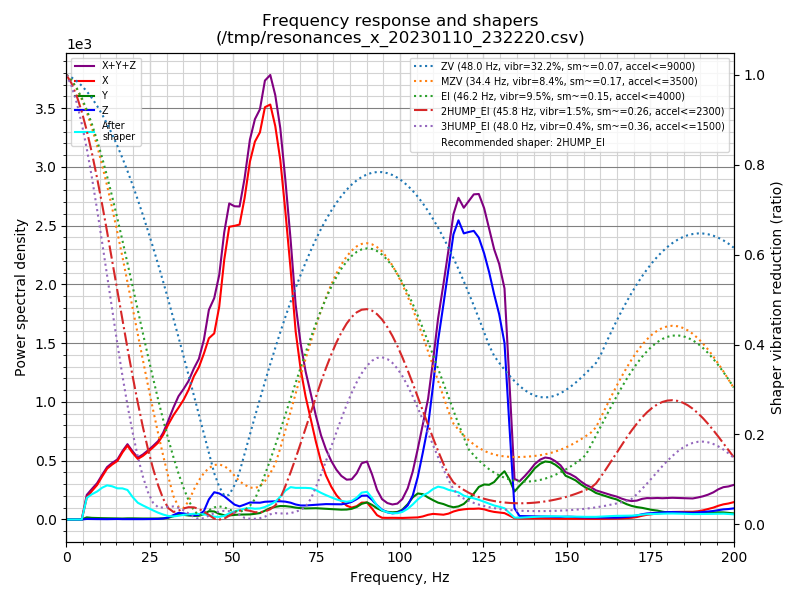 Frequency response and shapers
(/tmp/resonances_x_20230110_232220.csv)
1e3
X+Y+Z
X
Y
Z
After
shaper
ZV (48.0 Hz, vibr=32.2%, sm~=0.07, accel<=9000)
MZV (34.4 Hz, vibr=8.4%, sm~=0.17, accel<=3500)
EI (46.2 Hz, vibr=9.5%, sm~=0.15, accel<=4000)
2HUMP_EI (45.8 Hz, vibr=1.5%, sm~=0.26, accel<=2300)
3HUMP_EI (48.0 Hz, vibr=0.4%, sm~=0.36, accel<=1500)
Recommended shaper: 2HUMP_EI
Power spectral density
3.5
3.0
2.5
2.0
1.5
1.0
0.5
0.0
1.0
0.8
0.6
0.4
0.2
0.0
Shaper vibration reduction (ratio)
0 25 50 75 100 125 150 175 200
Frequency, Hz